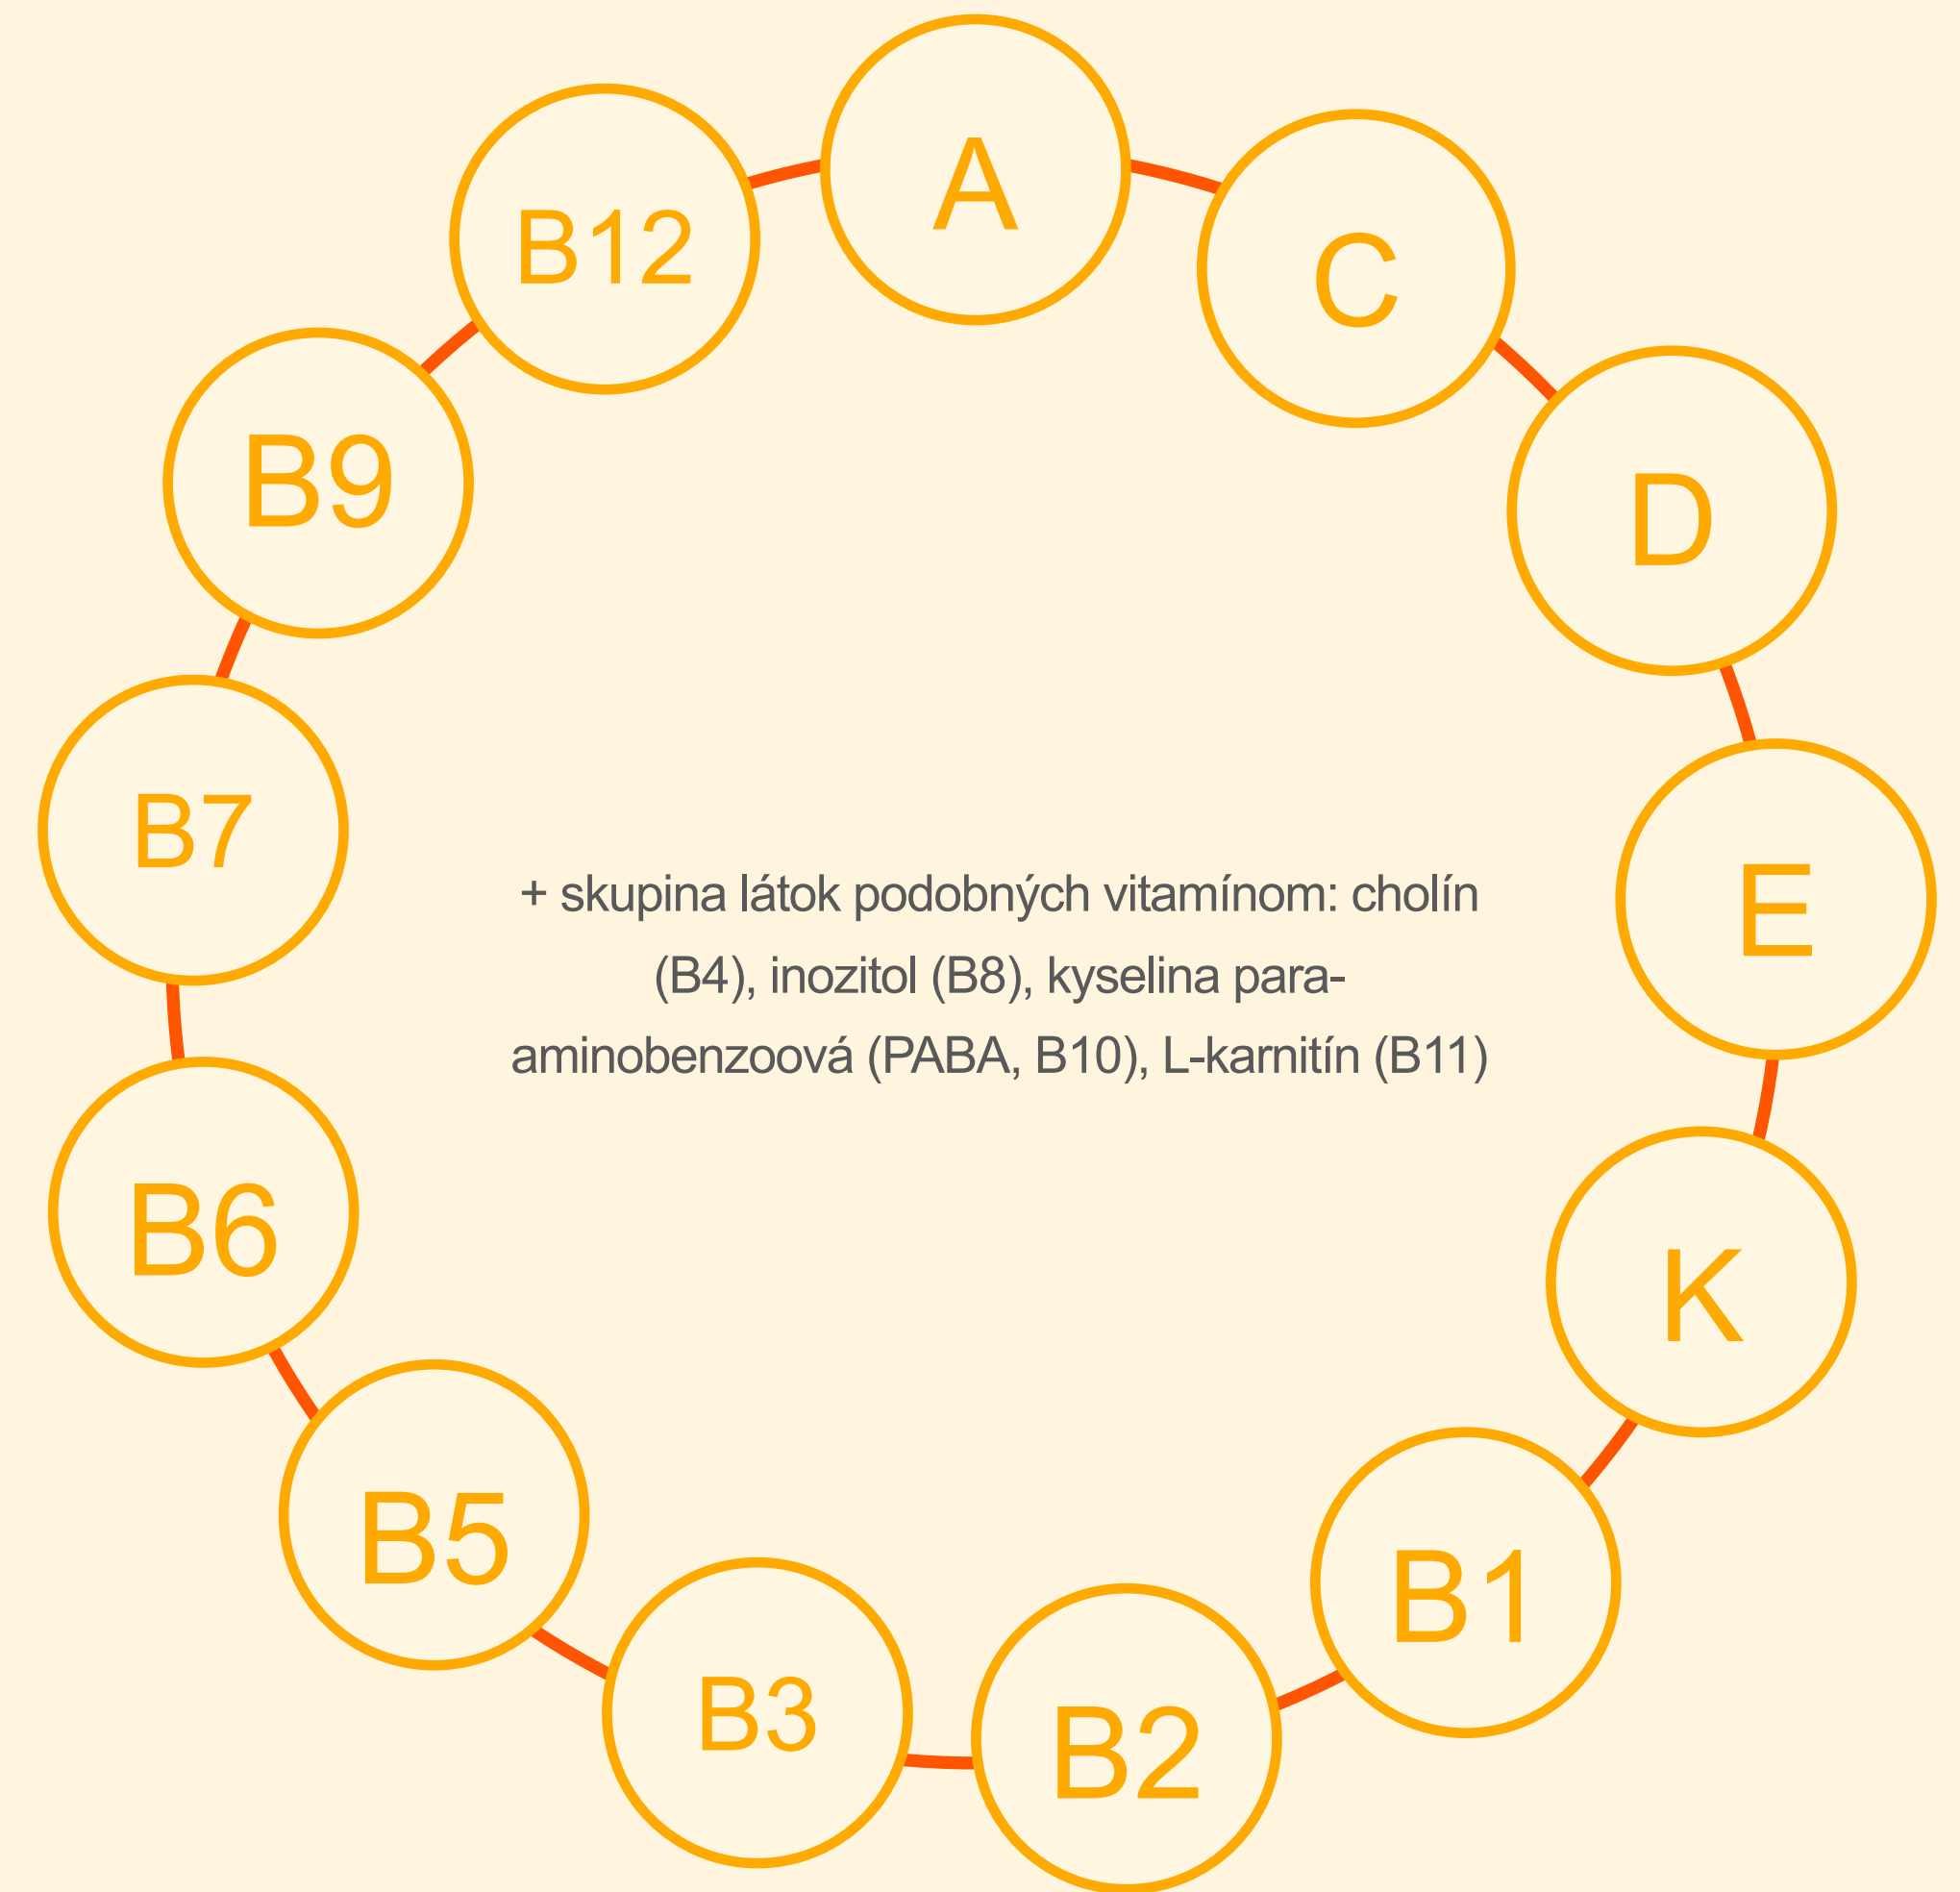 A
C
D
E
K
B1
B2
B3
B5
B6
B7
B9
B12
+ skupina látok podobných vitamínom: cholín
(B4), inozitol (B8), kyselina para-
aminobenzoová (PABA, B10), L-karnitín (B11)